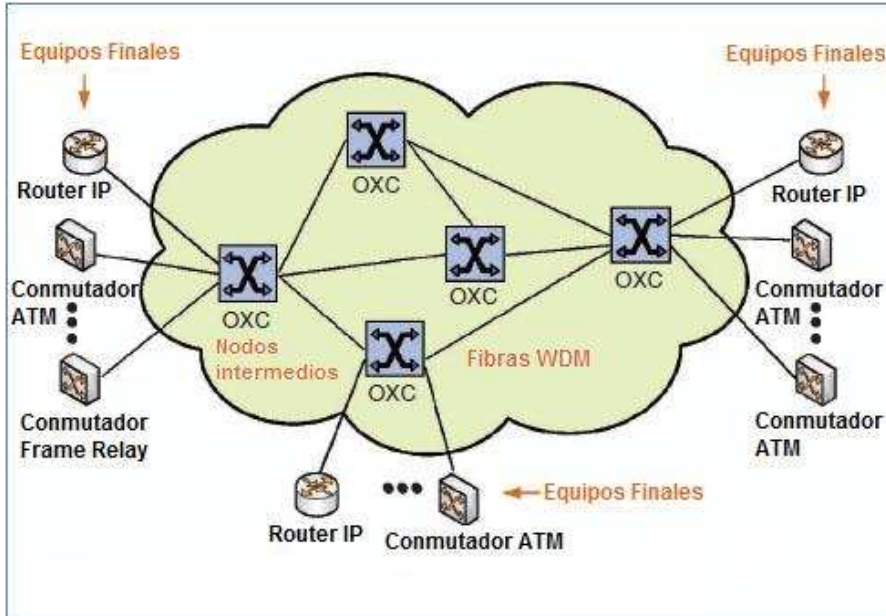 Equipos Finales
Equipos Finales
Router IP
OXC
Router IP
Conmutador
ATM
OXC
OXC
OXC
Conmutador
ATM
Nodos
intermedios
Fibras WDM
OXC
Conmutador
Frame Relay
Conmutador
ATM
Equipos Finales
Router IP
Conmutador ATM